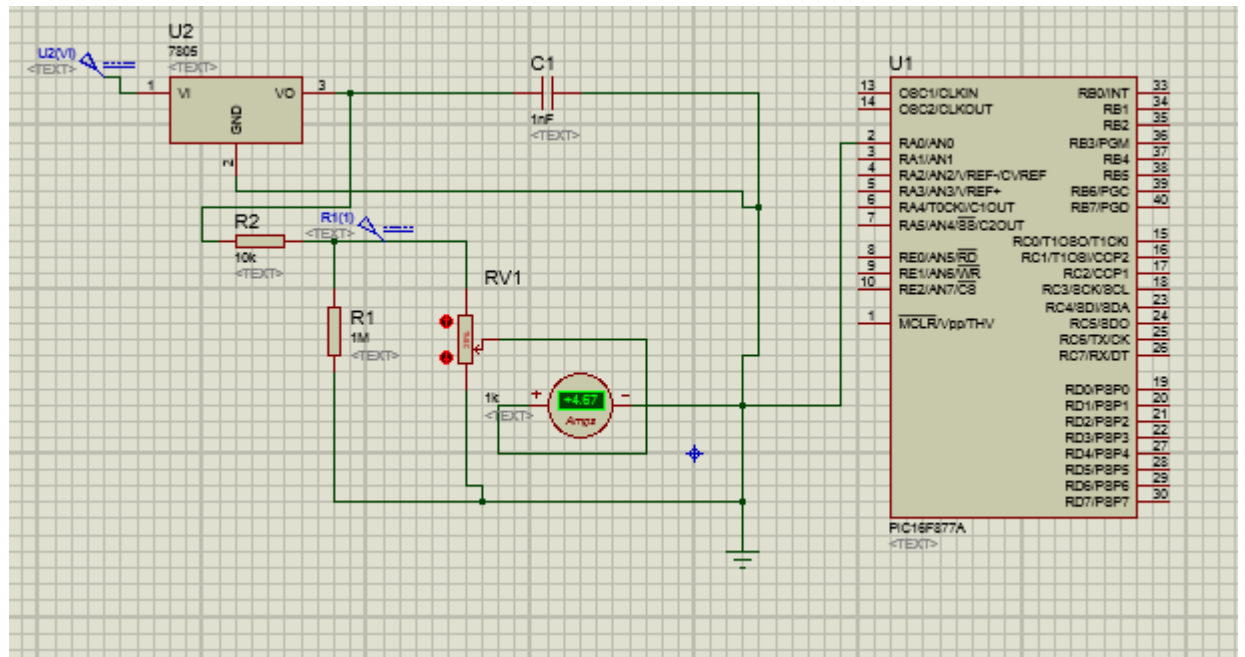 U2
7805
<TEXT>
U2(VI)
<TEXT>
1
VI
VO
3
GND
2
C1
1nF
<TEXT>
R2
10k
<TEXT>
R1(1)
<TEXT>
R1
1M
<TEXT>
RV1
1k
<TEXT>
+
+4.67
−
Amps
U1
13
OSC1/CLKIN
14
OSC2/CLKOUT
2
RA0/AN0
3
RA1/AN1
4
RA2/AN2/VREF-/CVREF
5
RA3/AN3/VREF+
6
RA4/T0CKI/C1OUT
7
RA5/AN4/SS/C2OUT
8
RE0/AN5/RD
9
RE1/AN6/WR
10
RE2/AN7/CS
1
MCLR/Vpp/THV
RB0/INT
33
RB1
34
RB2
35
RB3/PGM
36
RB4
37
RB5
38
RB6/PGC
39
RB7/PGD
40
RC0/T1OSO/T1CKI
15
RC1/T1OSI/CCP2
16
RC2/CCP1
17
RC3/SCK/SCL
18
RC4/SDI/SDA
23
RC5/SDO
24
RC6/TX/CK
25
RC7/RX/DT
26
RD0/PSP0
19
RD1/PSP1
20
RD2/PSP2
21
RD3/PSP3
22
RD4/PSP4
27
RD5/PSP5
28
RD6/PSP6
29
RD7/PSP7
30
PIC16F877A
<TEXT>